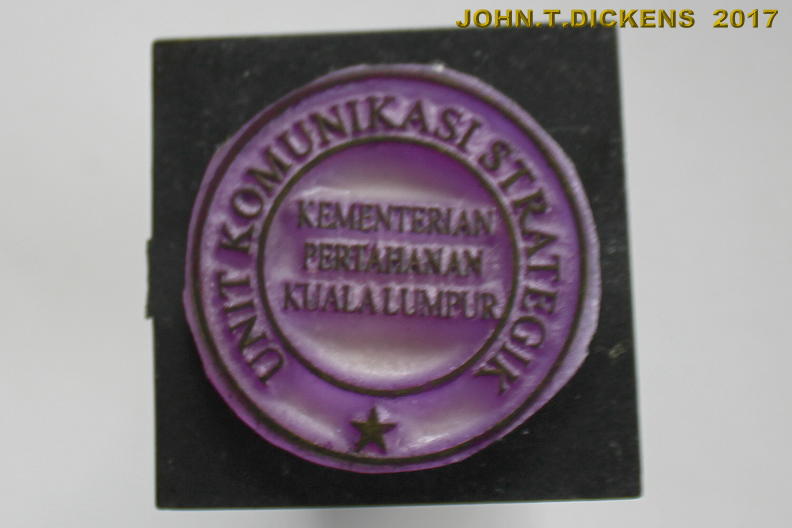 JOHN.T.DICKENS 2017
UNIT KOMUNIKASI STRATEGIK
KEMENTERIAN
PERTAHANAN
KUALA LUMPUR